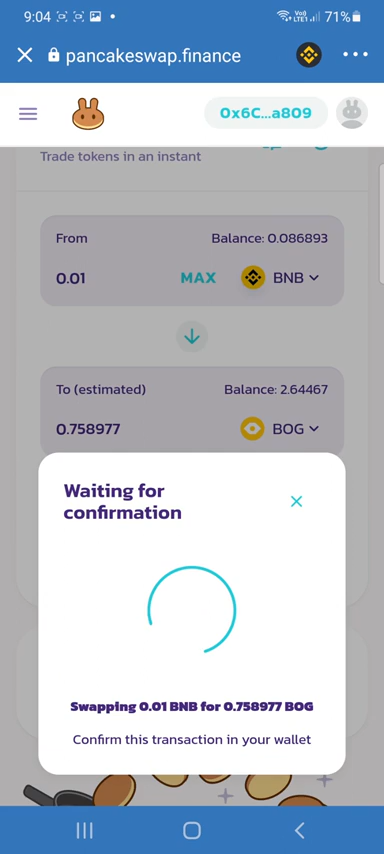 9:04
Vo))
LTE1
71%
pancakeswap.finance
0x6C...a809
Trade tokens in an instant
From
Balance: 0.086893
0.01
MAX
BNB
To (estimated)
Balance: 2.64467
0.758977
BOG
Waiting for
confirmation
Swapping 0.01 BNB for 0.758977 BOG
Confirm this transaction in your wallet